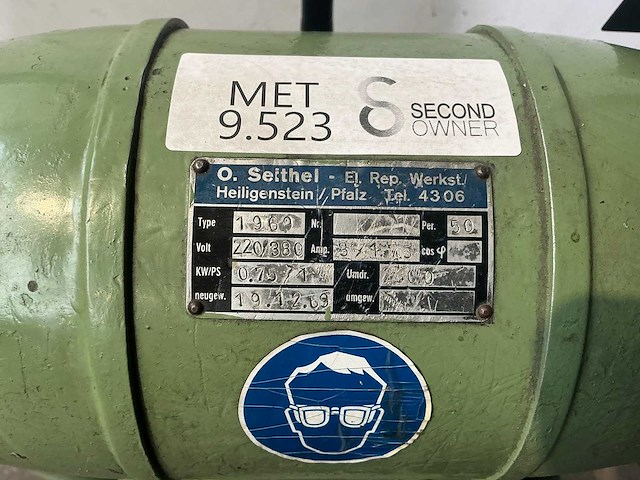 MET
9.523
SECOND
OWNER
O. Seithel - El. Rep. Werkst./
Heiligenstein/Pfalz Tel. 4306
Type 1969 Nr. Per. 50
Volt 220/380 Amp. cos φ
KW/PS 0.75/1 Umdr.
neugew. 19.12.69 umgew.